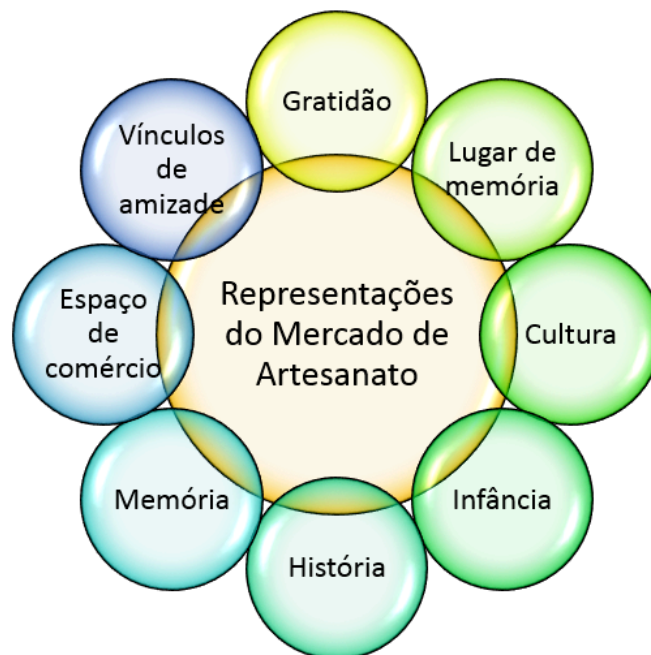 Gratidão
Lugar de
memória
Cultura
Infância
História
Memória
Espaço
de
comércio
Vínculos
de
amizade
Representações
do Mercado de
Artesanato